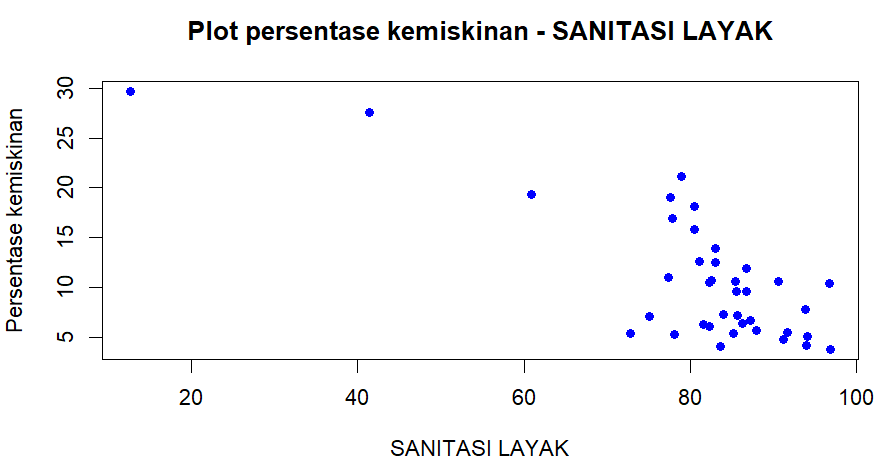 Plot persentase kemiskinan - SANITASI LAYAK
Persentase kemiskinan
30
25
20
15
10
5
20 40 60 80 100
SANITASI LAYAK